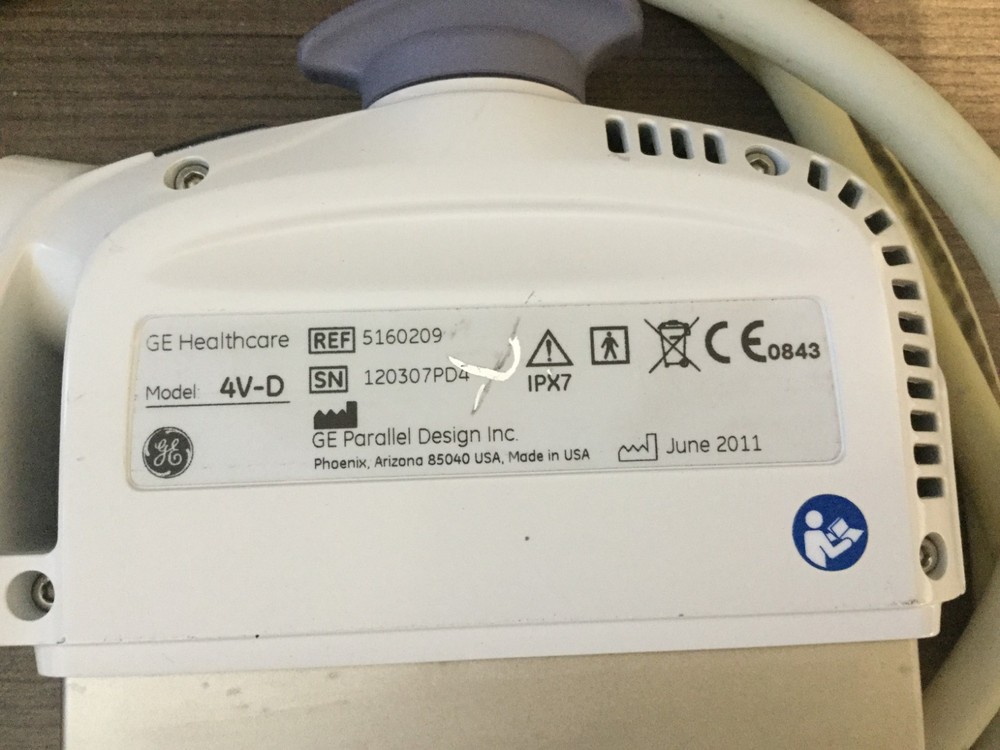 GE Healthcare
REF 5160209
Model: 4V-D
SN 120307PD4
IPX7
CE 0843
GE
GE Parallel Design Inc.
Phoenix, Arizona 85040 USA, Made in USA
June 2011